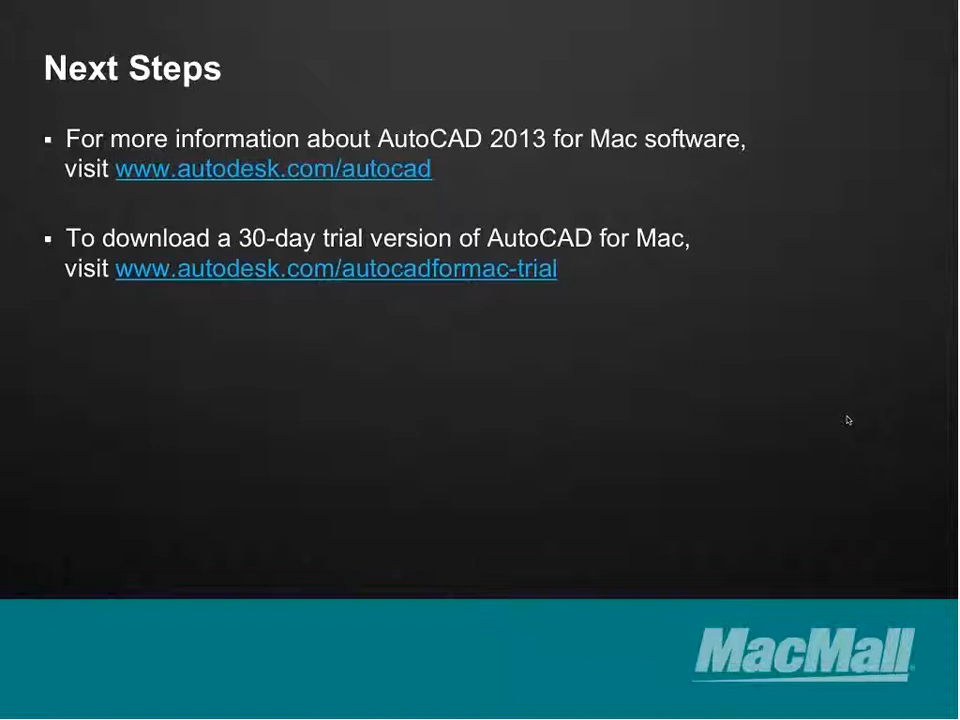 Next Steps
▪ For more information about AutoCAD 2013 for Mac software,
visit www.autodesk.com/autocad
▪ To download a 30-day trial version of AutoCAD for Mac,
visit www.autodesk.com/autocadformac-trial
MacMall